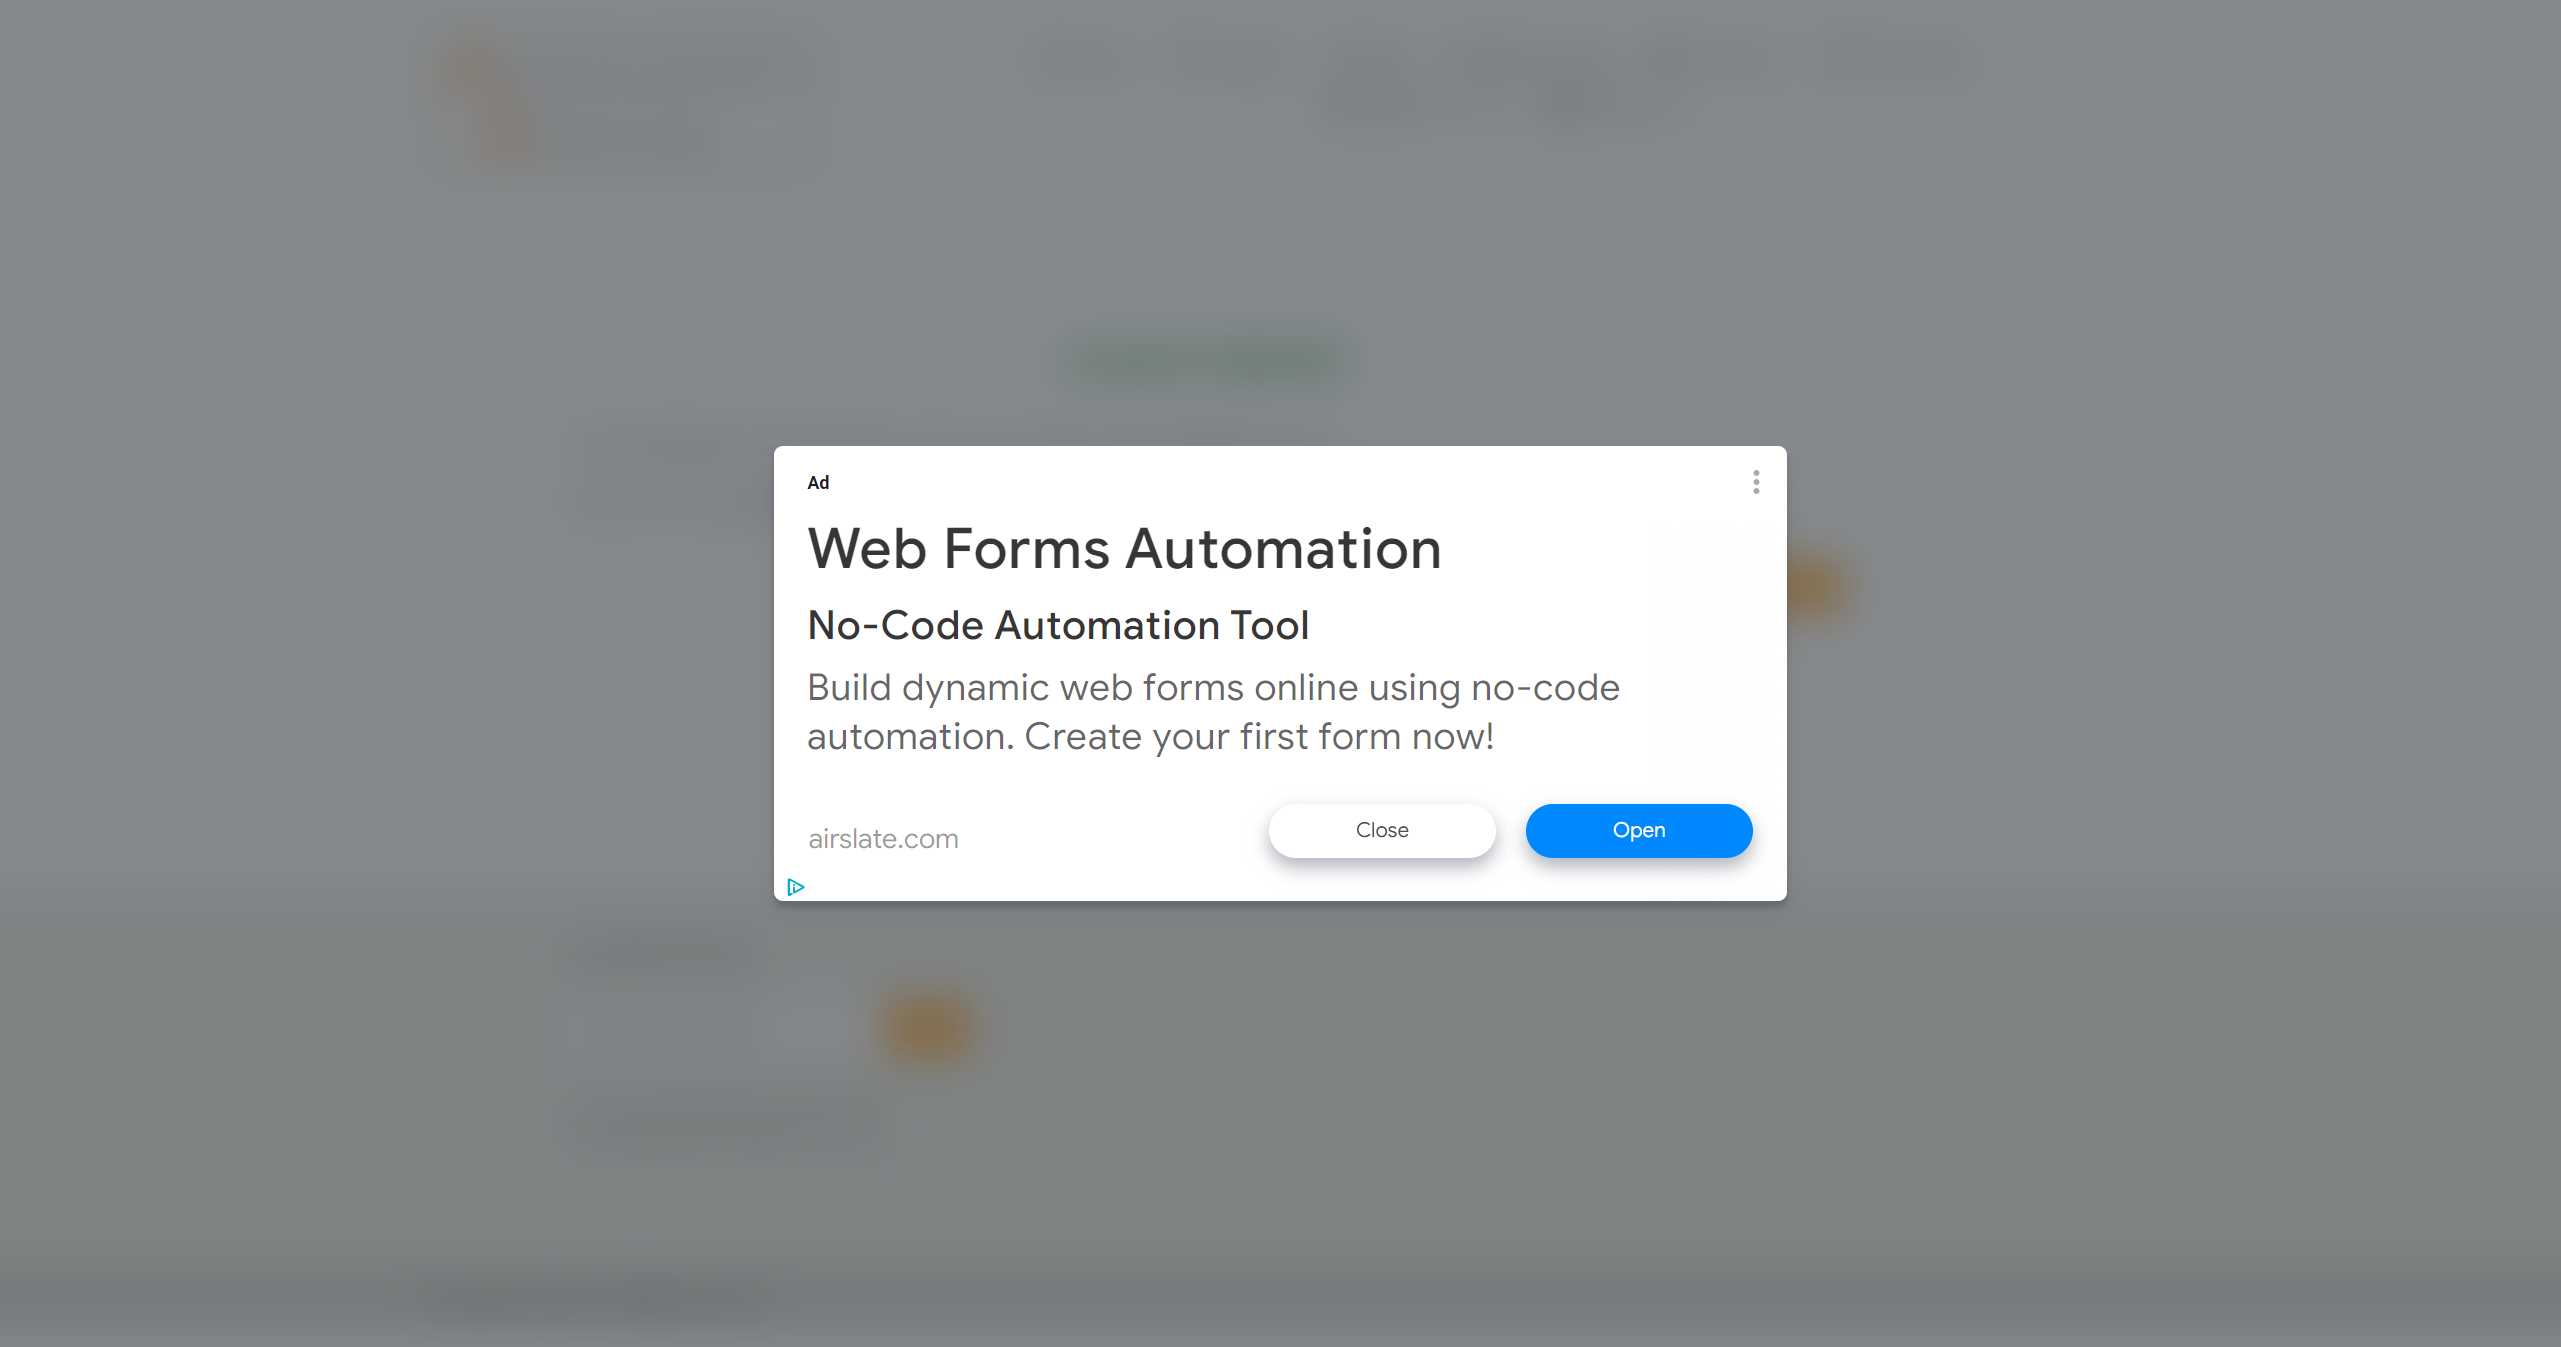 Ad
Web Forms Automation
No-Code Automation Tool
Build dynamic web forms online using no-code
automation. Create your first form now!
airslate.com
Close
Open